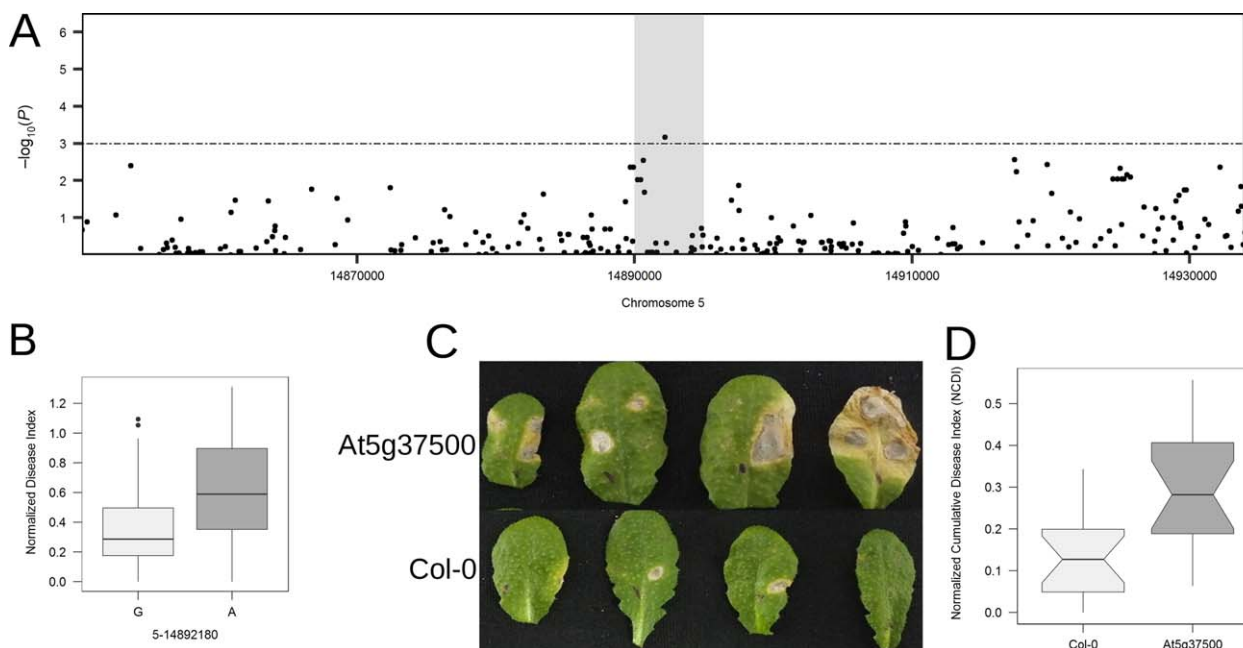 A
−log10(P)
6
5
4
3
2
1
14870000
14890000
14910000
14930000
Chromosome 5
B
Normalized Disease Index
1.2
1.0
0.8
0.6
0.4
0.2
0.0
G
A
5-14892180
C
At5g37500
Col-0
D
Normalized Cumulative Disease Index (NCDI)
0.5
0.4
0.3
0.2
0.1
0.0
Col-0
At5g37500